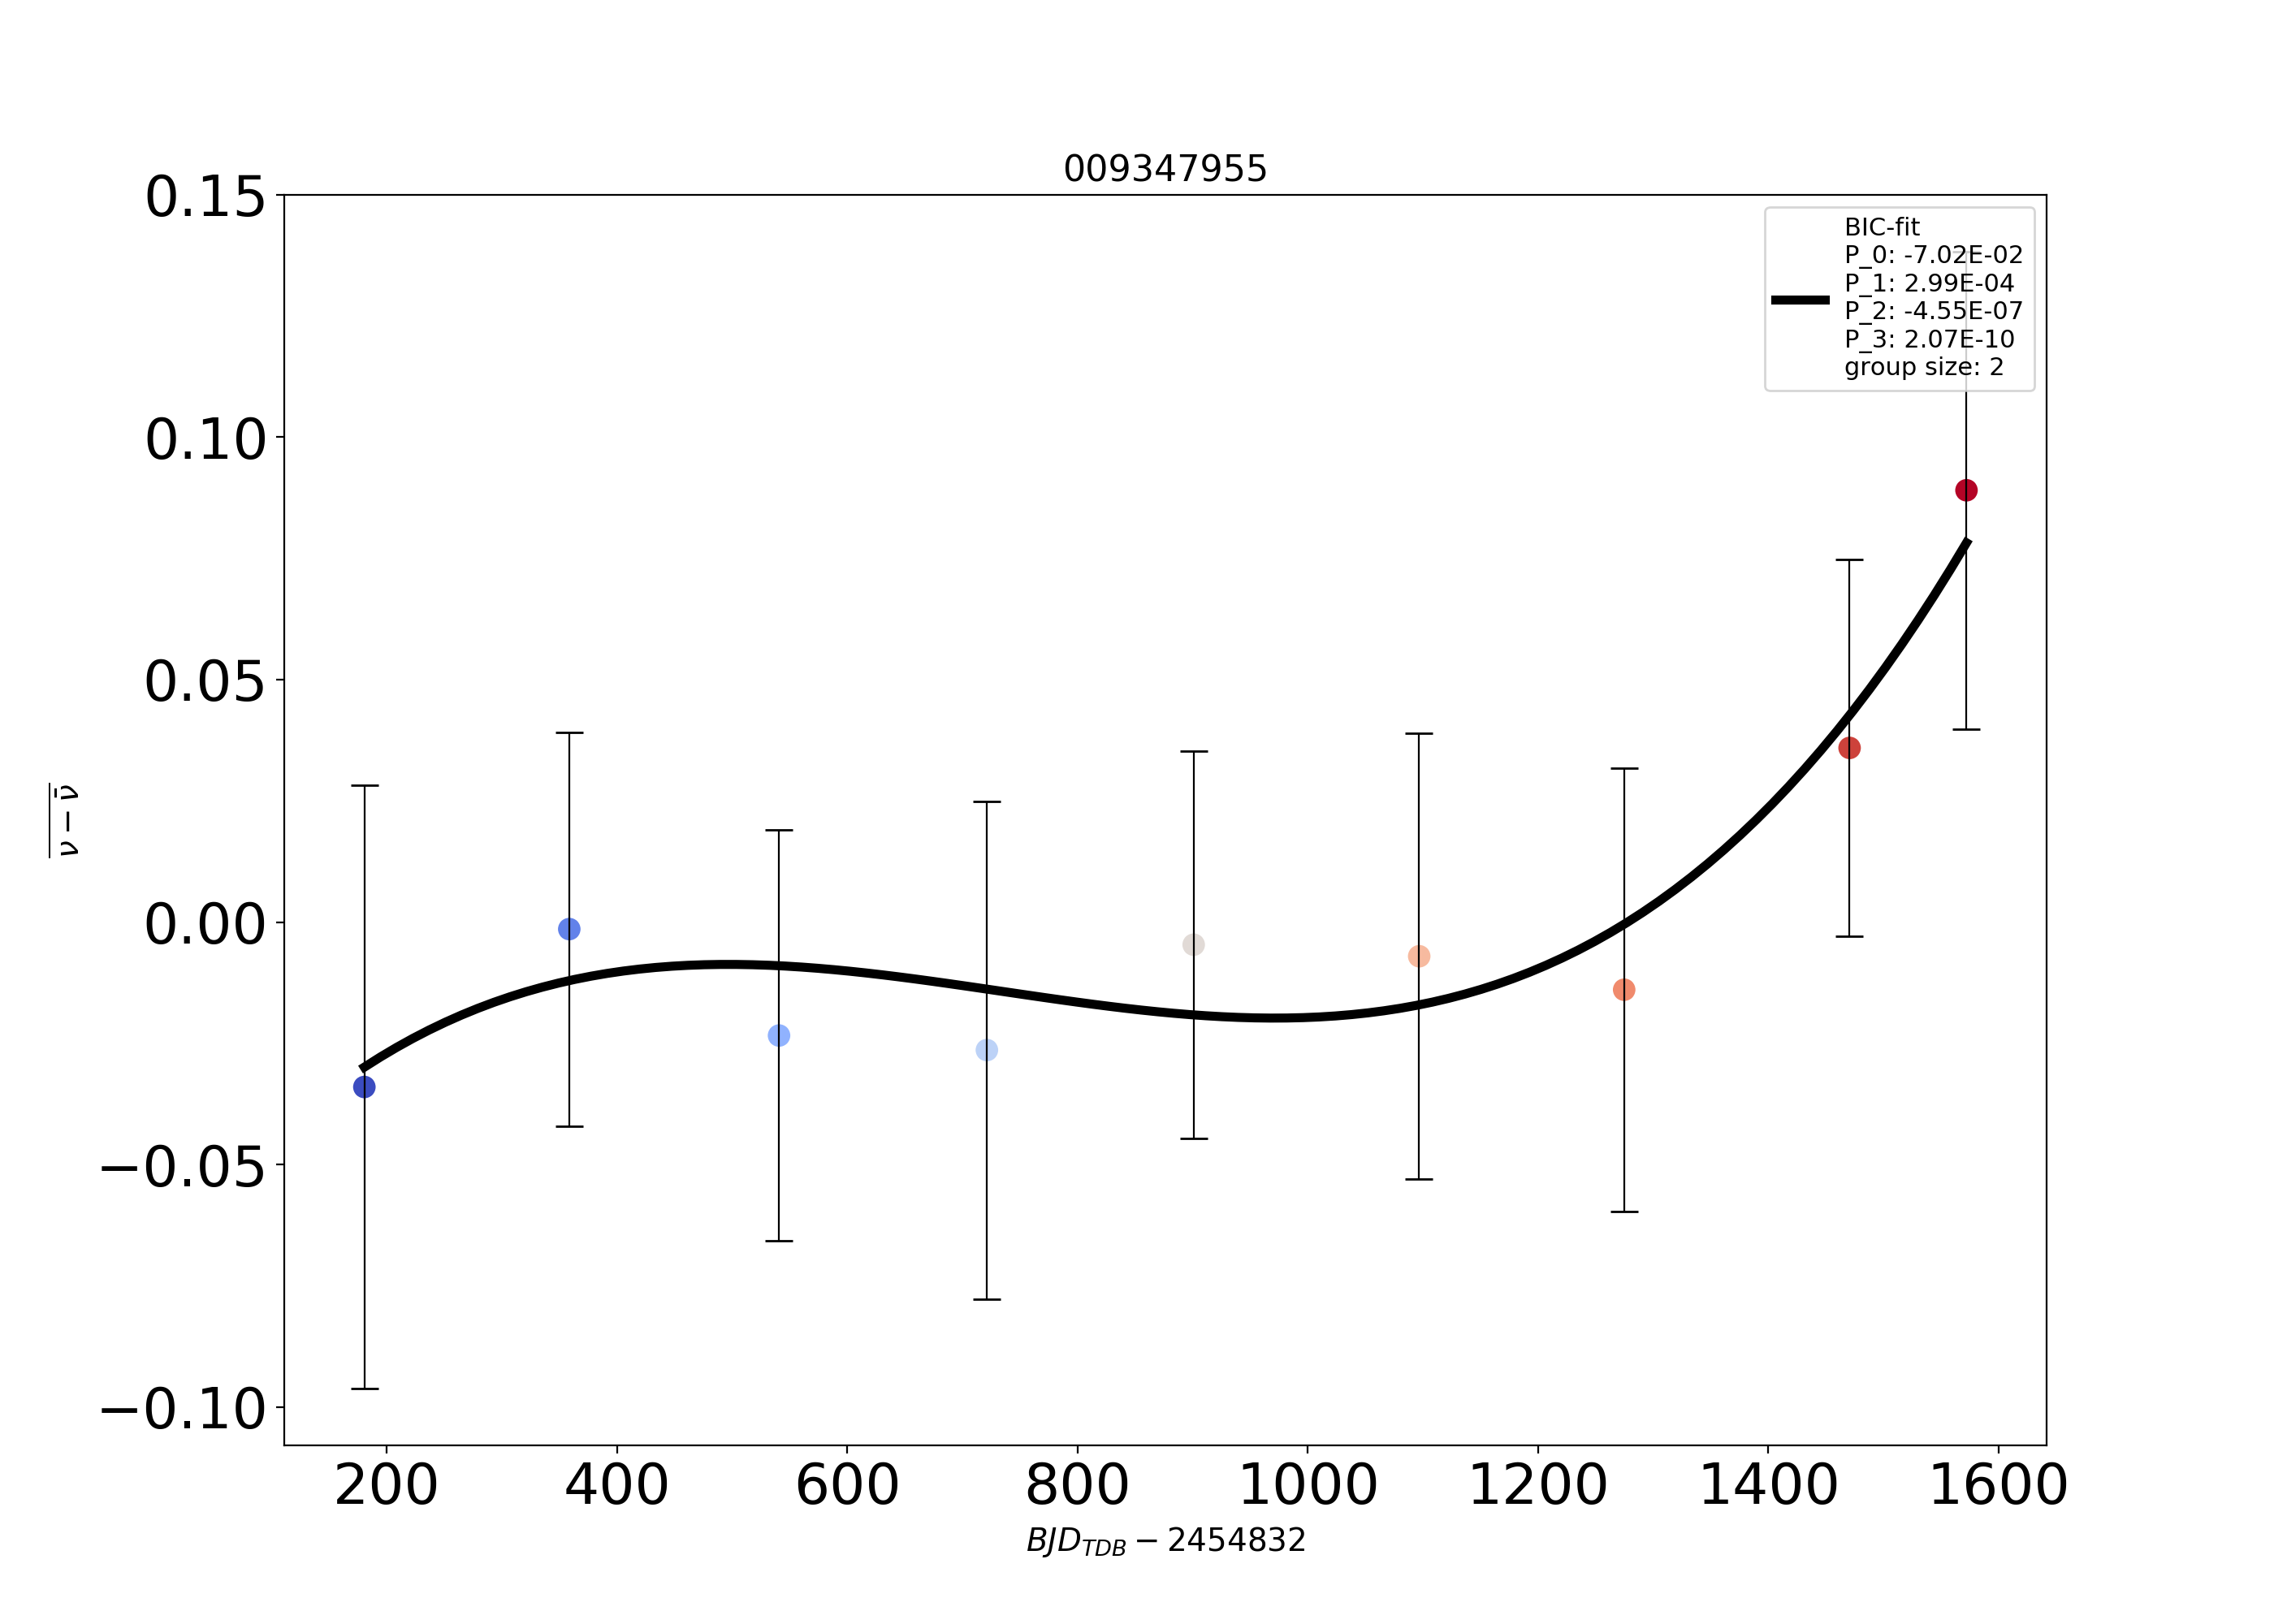 009347955
0.15
0.10
0.05
0.00
−0.05
−0.10
ν − ν̄
BIC-fit
P_0: -7.02E-02
P_1: 2.99E-04
P_2: -4.55E-07
P_3: 2.07E-10
group size: 2
200 400 600 800 1000 1200 1400 1600
BJD_TDB − 2454832